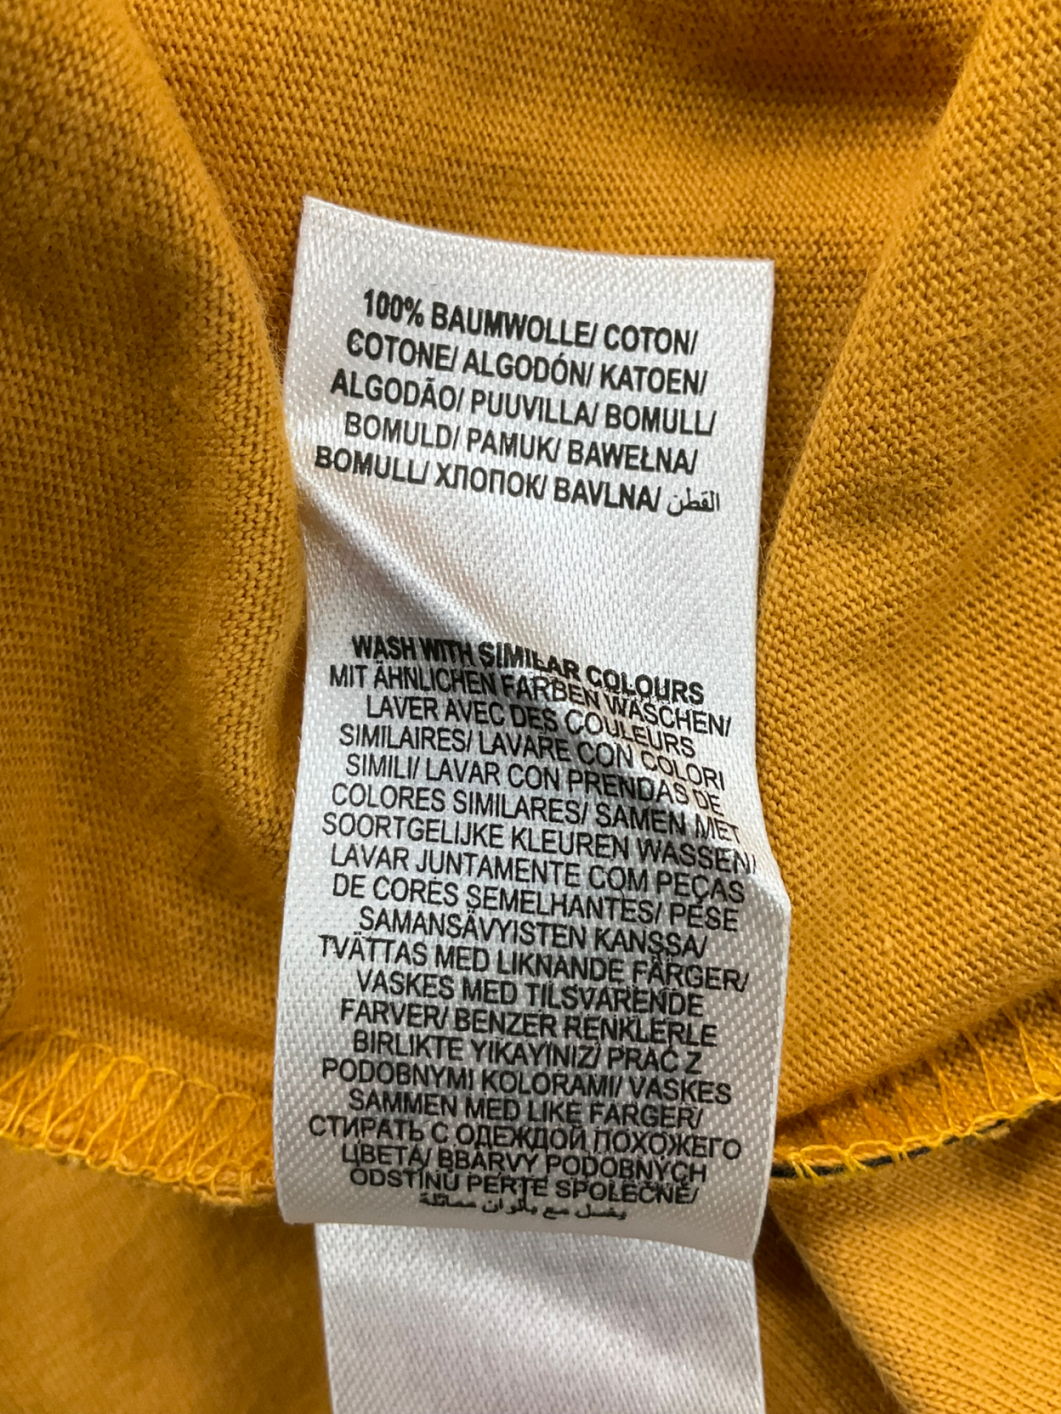 100% BAUMWOLLE/ COTON/
COTONE/ ALGODÓN/ KATOEN/
ALGODÃO/ PUUVILLA/ BOMULL/
BOMULD/ PAMUK/ BAWEŁNA/
BOMULL/ ХЛОПОК/ BAVLNA/ القطن
WASH WITH SIMILAR COLOURS
MIT ÄHNLICHEN FARBEN WASCHEN/
LAVER AVEC DES COULEURS
SIMILAIRES/ LAVARE CON COLORI
SIMILI/ LAVAR CON PRENDAS DE
COLORES SIMILARES/ SAMEN MET
SOORTGELIJKE KLEUREN WASSEN/
LAVAR JUNTAMENTE COM PEÇAS
DE CORES SEMELHANTES/ PESE
SAMANSÄVYISTEN KANSSA/
TVÄTTAS MED LIKNANDE FÄRGER/
VASKES MED TILSVARENDE
FARVER/ BENZER RENKLERLE
BIRLIKTE YIKAYINIZ/ PRAĆ Z
PODOBNYMI KOLORAMI/ VASKES
SAMMEN MED LIKE FARGER/
СТИРАТЬ С ОДЕЖДОЙ ПОХОЖЕГО
ЦВЕТА/ BBARVY PODOBNÝCH
ODSTÍNŮ PERTE SPOLEČNĚ/
يغسل مع بألوان مماثلة